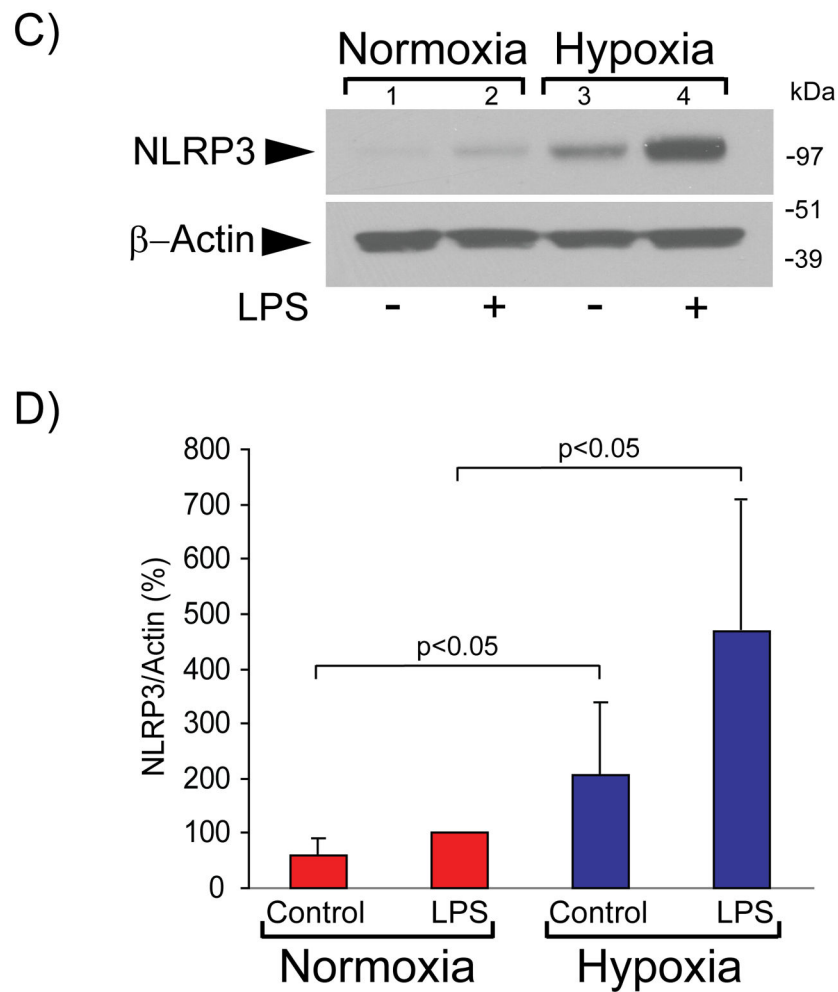 C)
Normoxia Hypoxia
1 2 3 4 kDa
NLRP3 -97
-51
β–Actin
-39
LPS - + - +
D)
800
p<0.05
700
600
NLRP3/Actin (%)
500
p<0.05
400
300
200
100
0
Control LPS Control LPS
Normoxia Hypoxia